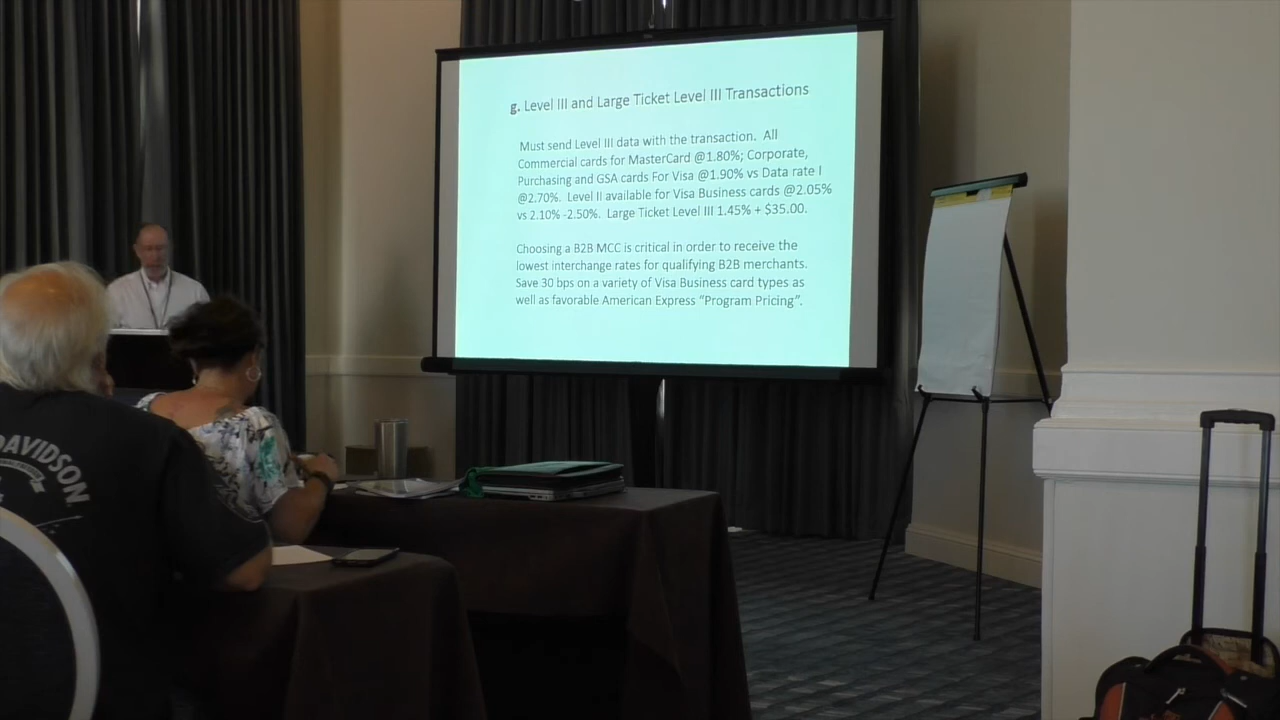 g. Level III and Large Ticket Level III Transactions
Must send Level III data with the transaction. All
Commercial cards for MasterCard @1.80%; Corporate,
Purchasing and GSA cards For Visa @1.90% vs Data rate I
@2.70%. Level II available for Visa Business cards @2.05%
vs 2.10% -2.50%. Large Ticket Level III 1.45% + $35.00.
Choosing a B2B MCC is critical in order to receive the
lowest interchange rates for qualifying B2B merchants.
Save 30 bps on a variety of Visa Business card types as
well as favorable American Express “Program Pricing”.
DAVIDSON